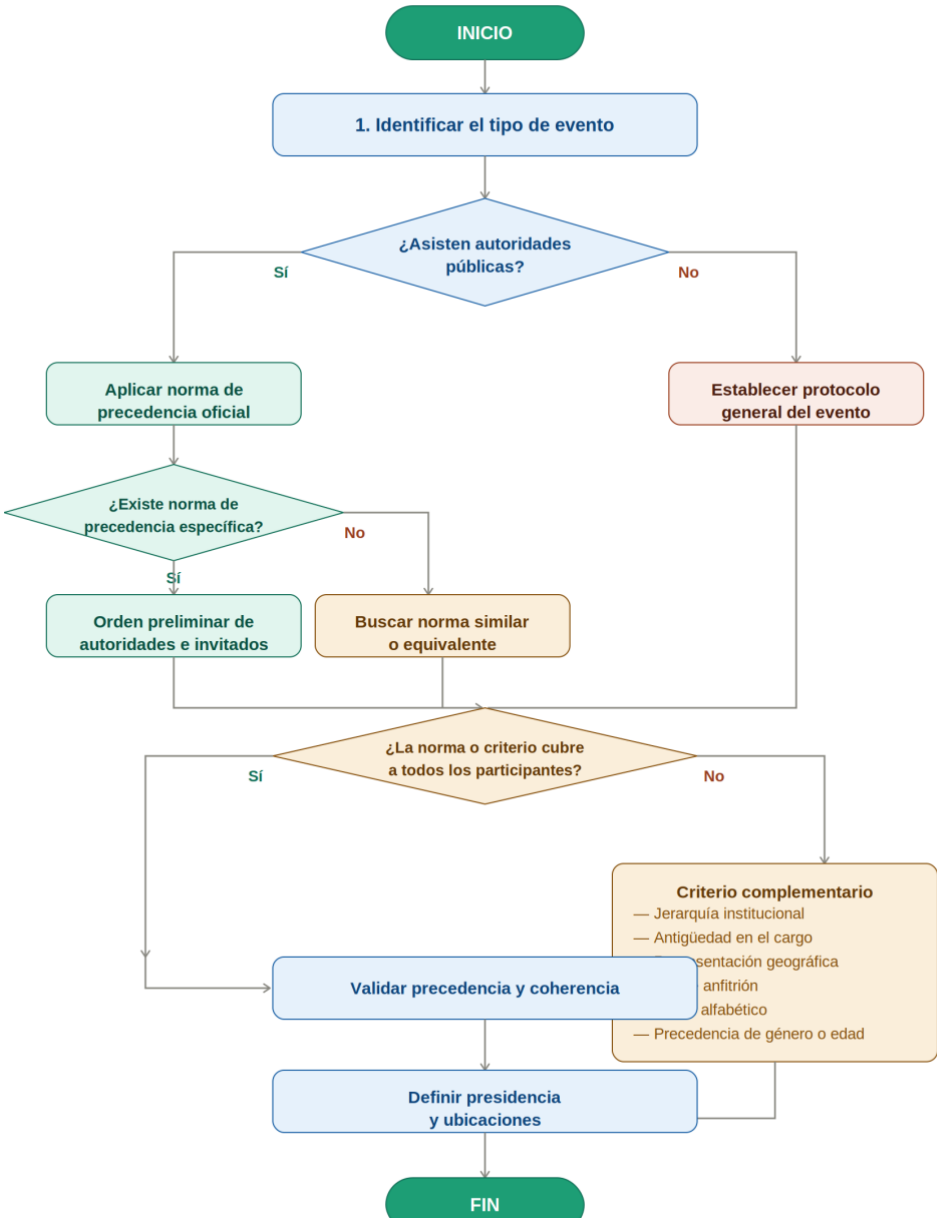 INICIO
1. Identificar el tipo de evento
¿Asisten autoridades
públicas?
Sí
No
Aplicar norma de
precedencia oficial
Establecer protocolo
general del evento
¿Existe norma de
precedencia específica?
No
Sí
Orden preliminar de
autoridades e invitados
Buscar norma similar
o equivalente
¿La norma o criterio cubre
a todos los participantes?
Sí
No
Criterio complementario
— Jerarquía institucional
— Antigüedad en el cargo
geográfica
anfitrión
alfabético
— Precedencia de género o edad
Validar precedencia y coherencia
Definir presidencia
y ubicaciones
FIN